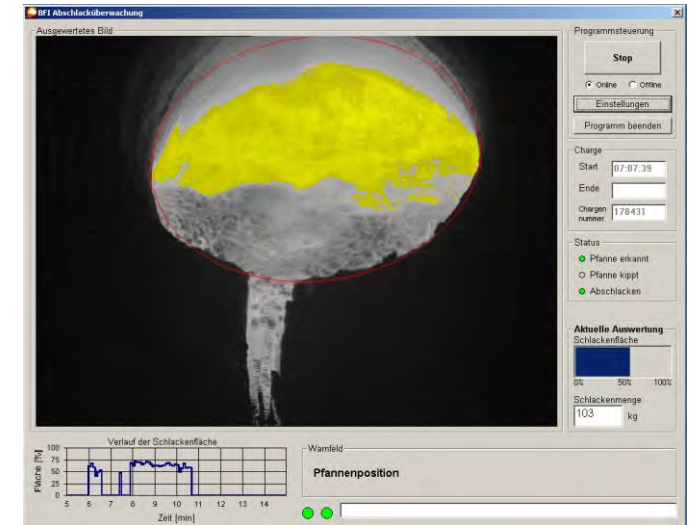 BFI Abschlacküberwachung
Ausgewertetes Bild
Programmsteuerung
Stop
Online Offline
Einstellungen
Programm beenden
Charge
Start 07:07:39
Ende
Chargen
nummer 178431
Status
Pfanne erkannt
Pfanne kippt
Abschlacken
Aktuelle Auswertung
Schlackenfläche
0% 50% 100%
Schlackenmenge
103 kg
Verlauf der Schlackenfläche
Fläche [%]
100
75
50
25
0
5 6 7 8 9 10 11 12 13 14
Zeit [min]
Warnfeld
Pfannenposition